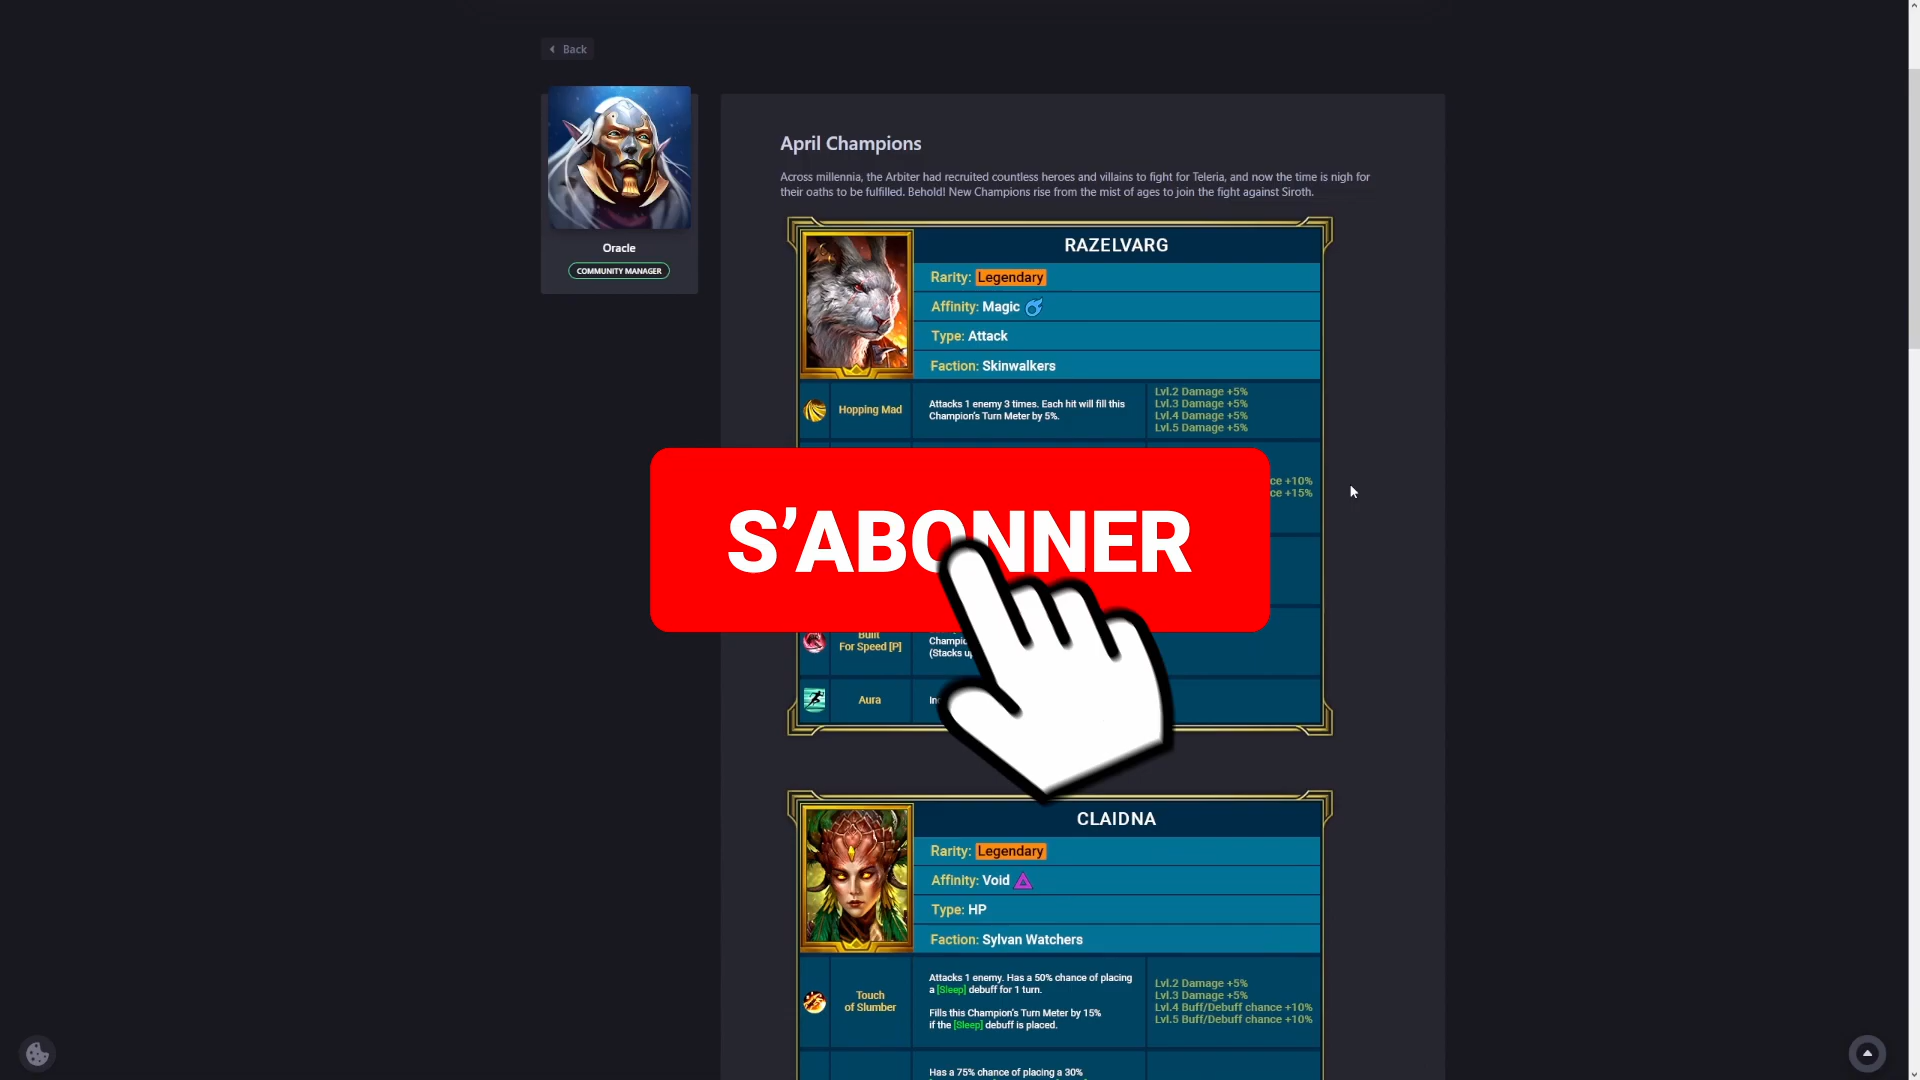 Back
Oracle
COMMUNITY MANAGER
April Champions
Across millennia, the Arbiter had recruited countless heroes and villains to fight for Teleria, and now the time is nigh for
their oaths to be fulfilled. Behold! New Champions rise from the mist of ages to join the fight against Siroth.
RAZELVARG
Rarity: Legendary
Affinity: Magic
Type: Attack
Faction: Skinwalkers
Hopping Mad
Attacks 1 enemy 3 times. Each hit will fill this
Champion's Turn Meter by 5%.
Lvl.2 Damage +5%
Lvl.3 Damage +5%
Lvl.4 Damage +5%
Lvl.5 Damage +5%
+10%
+15%
S'ABONNER
Built
For Speed [P]
(Stacks
Aura
CLAIDNA
Rarity: Legendary
Affinity: Void
Type: HP
Faction: Sylvan Watchers
Touch
of Slumber
Attacks 1 enemy. Has a 50% chance of placing
a [Sleep] debuff for 1 turn.
Fills this Champion's Turn Meter by 15%
if the [Sleep] debuff is placed.
Lvl.2 Damage +5%
Lvl.3 Damage +5%
Lvl.4 Buff/Debuff chance +10%
Lvl.5 Buff/Debuff chance +10%
Has a 75% chance of placing a 30%